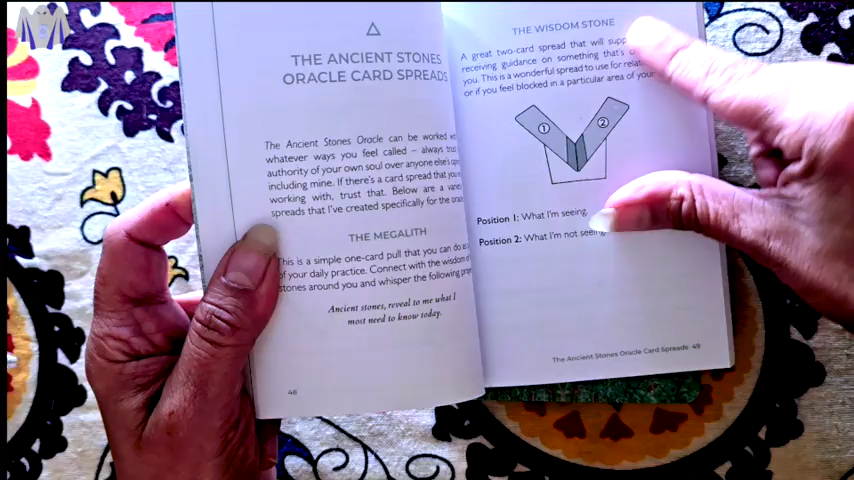 THE ANCIENT STONES
ORACLE CARD SPREADS
The Ancient Stones Oracle can be worked
whatever ways you feel called – always
authority of your own soul over anyone else's
including mine. If there's a card spread that
working with, trust that. Below are a
spreads that I've created specifically for the
THE MEGALITH
This is a simple one-card pull that you can do
of your daily practice. Connect with the wisdom
stones around you and whisper the following
Ancient stones, reveal to me what I
most need to know today.
48
THE WISDOM STONE
A great two-card spread that will
receiving guidance on something that's
you. This is a wonderful spread to use for
or if you feel blocked in a particular area of your
1
2
Position 1: What I'm seeing.
Position 2: What I'm not seeing.
The Ancient Stones Oracle Card Spreads 49